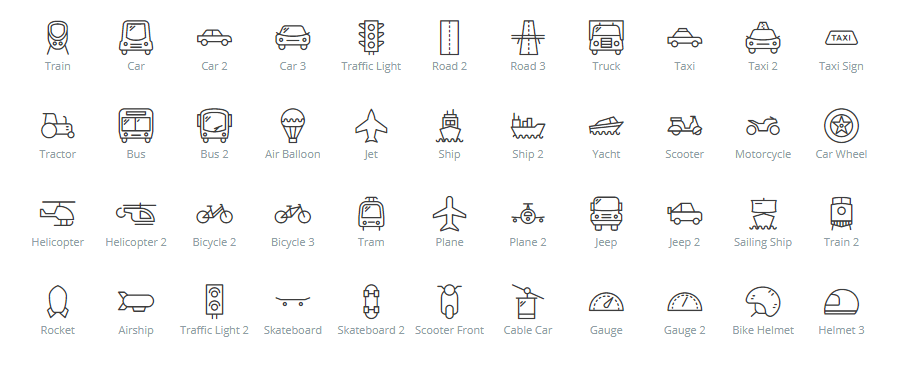 Train Car Car 2 Car 3 Traffic Light Road 2 Road 3 Truck Taxi Taxi 2 TAXI Taxi Sign
Tractor Bus Bus 2 Air Balloon Jet Ship Ship 2 Yacht Scooter Motorcycle Car Wheel
Helicopter Helicopter 2 Bicycle 2 Bicycle 3 Tram Plane Plane 2 Jeep Jeep 2 Sailing Ship Train 2
Rocket Airship Traffic Light 2 Skateboard Skateboard 2 Scooter Front Cable Car Gauge Gauge 2 Bike Helmet Helmet 3